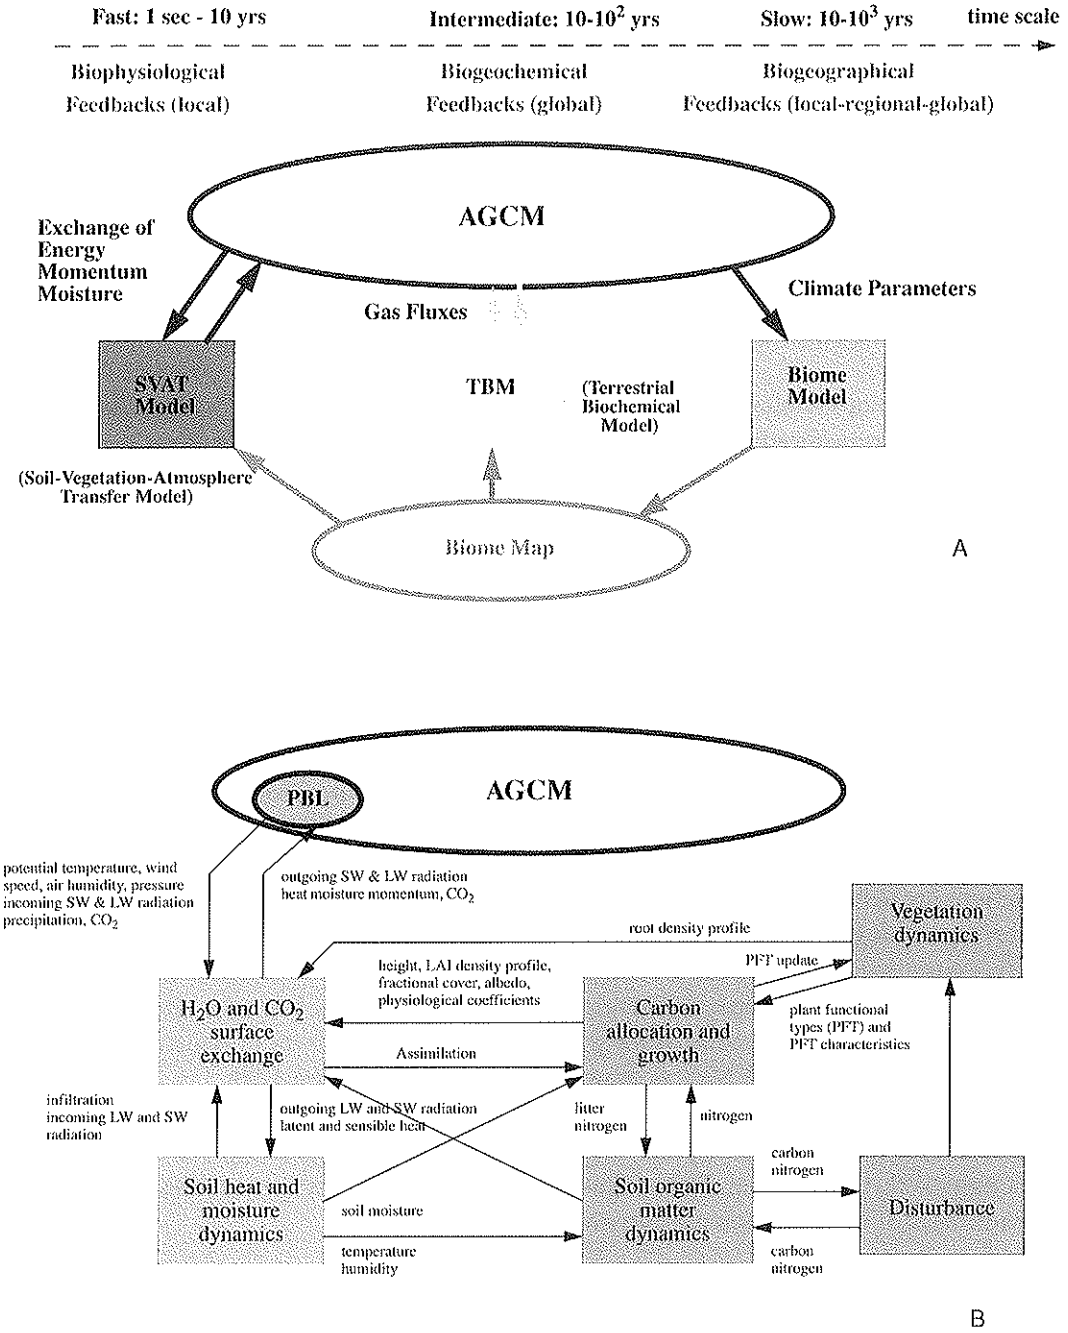 Fast: 1 sec - 10 yrs
Intermediate: 10-10² yrs
Slow: 10-10³ yrs
time scale
Biophysiological
Feedbacks (local)
Biogeochemical
Feedbacks (global)
Biogeographical
Feedbacks (local-regional-global)
AGCM
Exchange of
Energy
Momentum
Moisture
Gas Fluxes
Climate Parameters
SVAT
Model
TBM
(Terrestrial
Biochemical
Model)
Biome
Model
(Soil-Vegetation-Atmosphere
Transfer Model)
Biome Map
A
AGCM
PBL
potential temperature, wind
speed, air humidity, pressure
incoming SW & LW radiation
precipitation, CO₂
outgoing SW & LW radiation
heat moisture momentum, CO₂
Vegetation
dynamics
root density profile
PFT update
height, LAI density profile,
fractional cover, albedo,
physiological coefficients
H₂O and CO₂
surface
exchange
Carbon
allocation and
growth
plant functional
types (PFT) and
PFT characteristics
Assimilation
infiltration
incoming LW and SW
radiation
outgoing LW and SW radiation
latent and sensible heat
litter
nitrogen
nitrogen
carbon
nitrogen
Soil heat and
moisture
dynamics
soil moisture
Soil organic
matter
dynamics
Disturbance
temperature
humidity
carbon
nitrogen
B